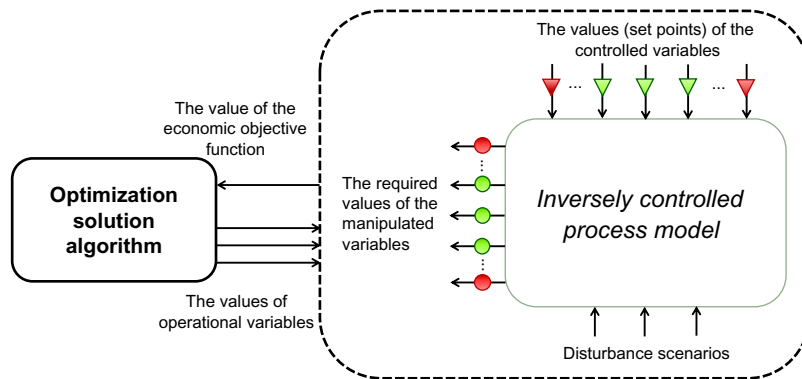 The values (set points) of the
controlled variables
... ...
The value of the
economic objective
function
Optimization
solution
algorithm
The required
values of the
manipulated
variables
...
...
Inversely controlled
process model
The values of
operational variables
Disturbance scenarios